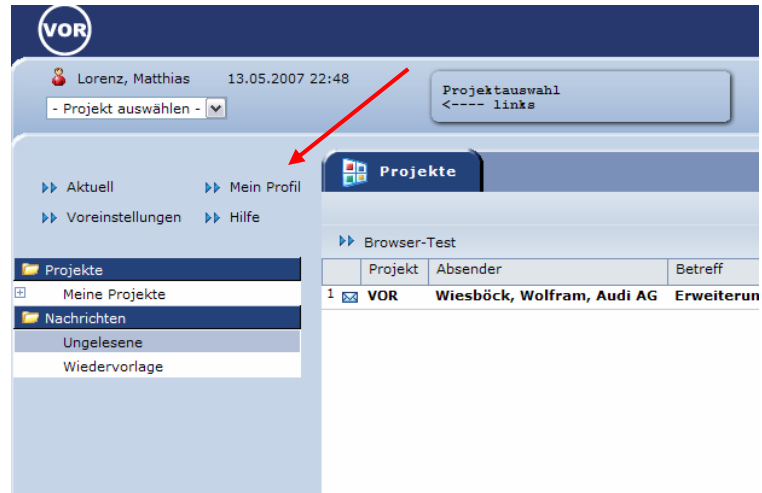 VOR
Lorenz, Matthias 13.05.2007 22:48
- Projekt auswählen -
Projektauswahl
<---- links
Aktuell Mein Profil
Voreinstellungen Hilfe
Projekte
Meine Projekte
Nachrichten
Ungelesene
Wiedervorlage
Projekte
Browser-Test
Projekt Absender Betreff
1 VOR Wiesböck, Wolfram, Audi AG Erweiterun